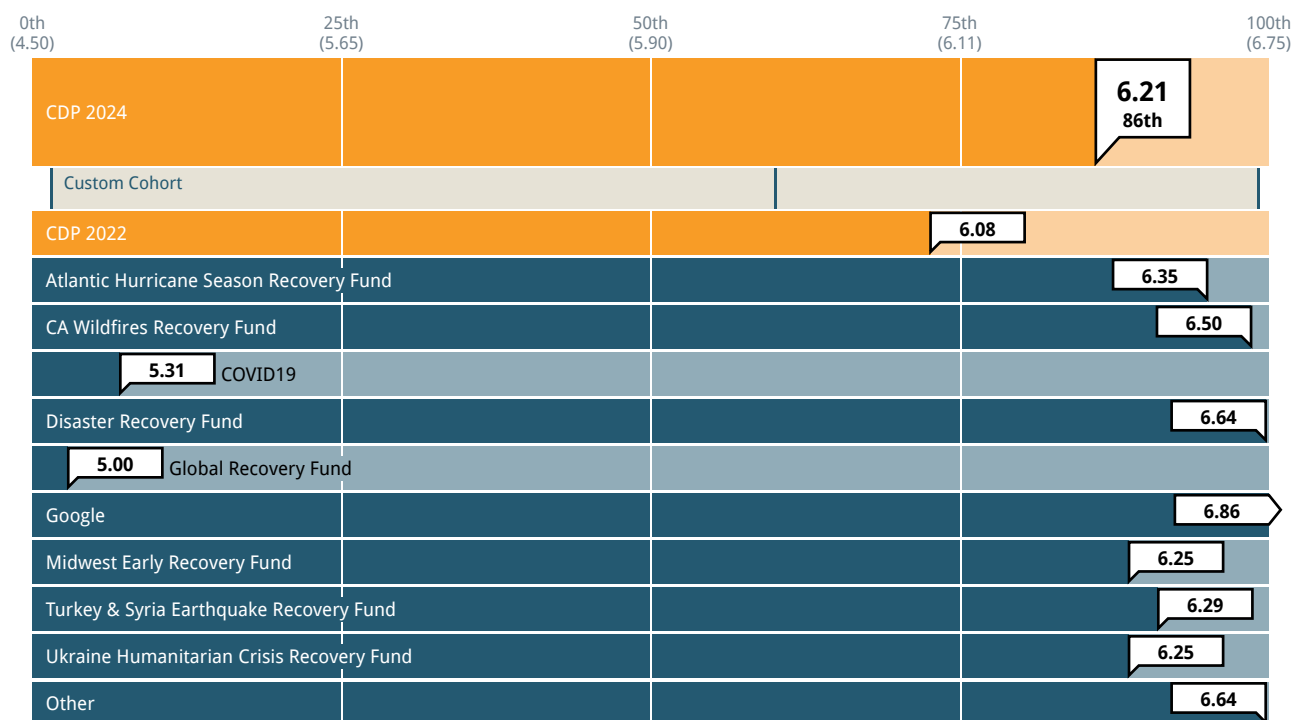 0th 25th 50th 75th 100th
(4.50) (5.65) (5.90) (6.11) (6.75)
CDP 2024
6.21
86th
Custom Cohort
CDP 2022 6.08
Atlantic Hurricane Season Recovery Fund 6.35
CA Wildfires Recovery Fund 6.50
5.31 COVID19
Disaster Recovery Fund 6.64
5.00 Global Recovery Fund
Google 6.86
Midwest Early Recovery Fund 6.25
Turkey & Syria Earthquake Recovery Fund 6.29
Ukraine Humanitarian Crisis Recovery Fund 6.25
Other 6.64